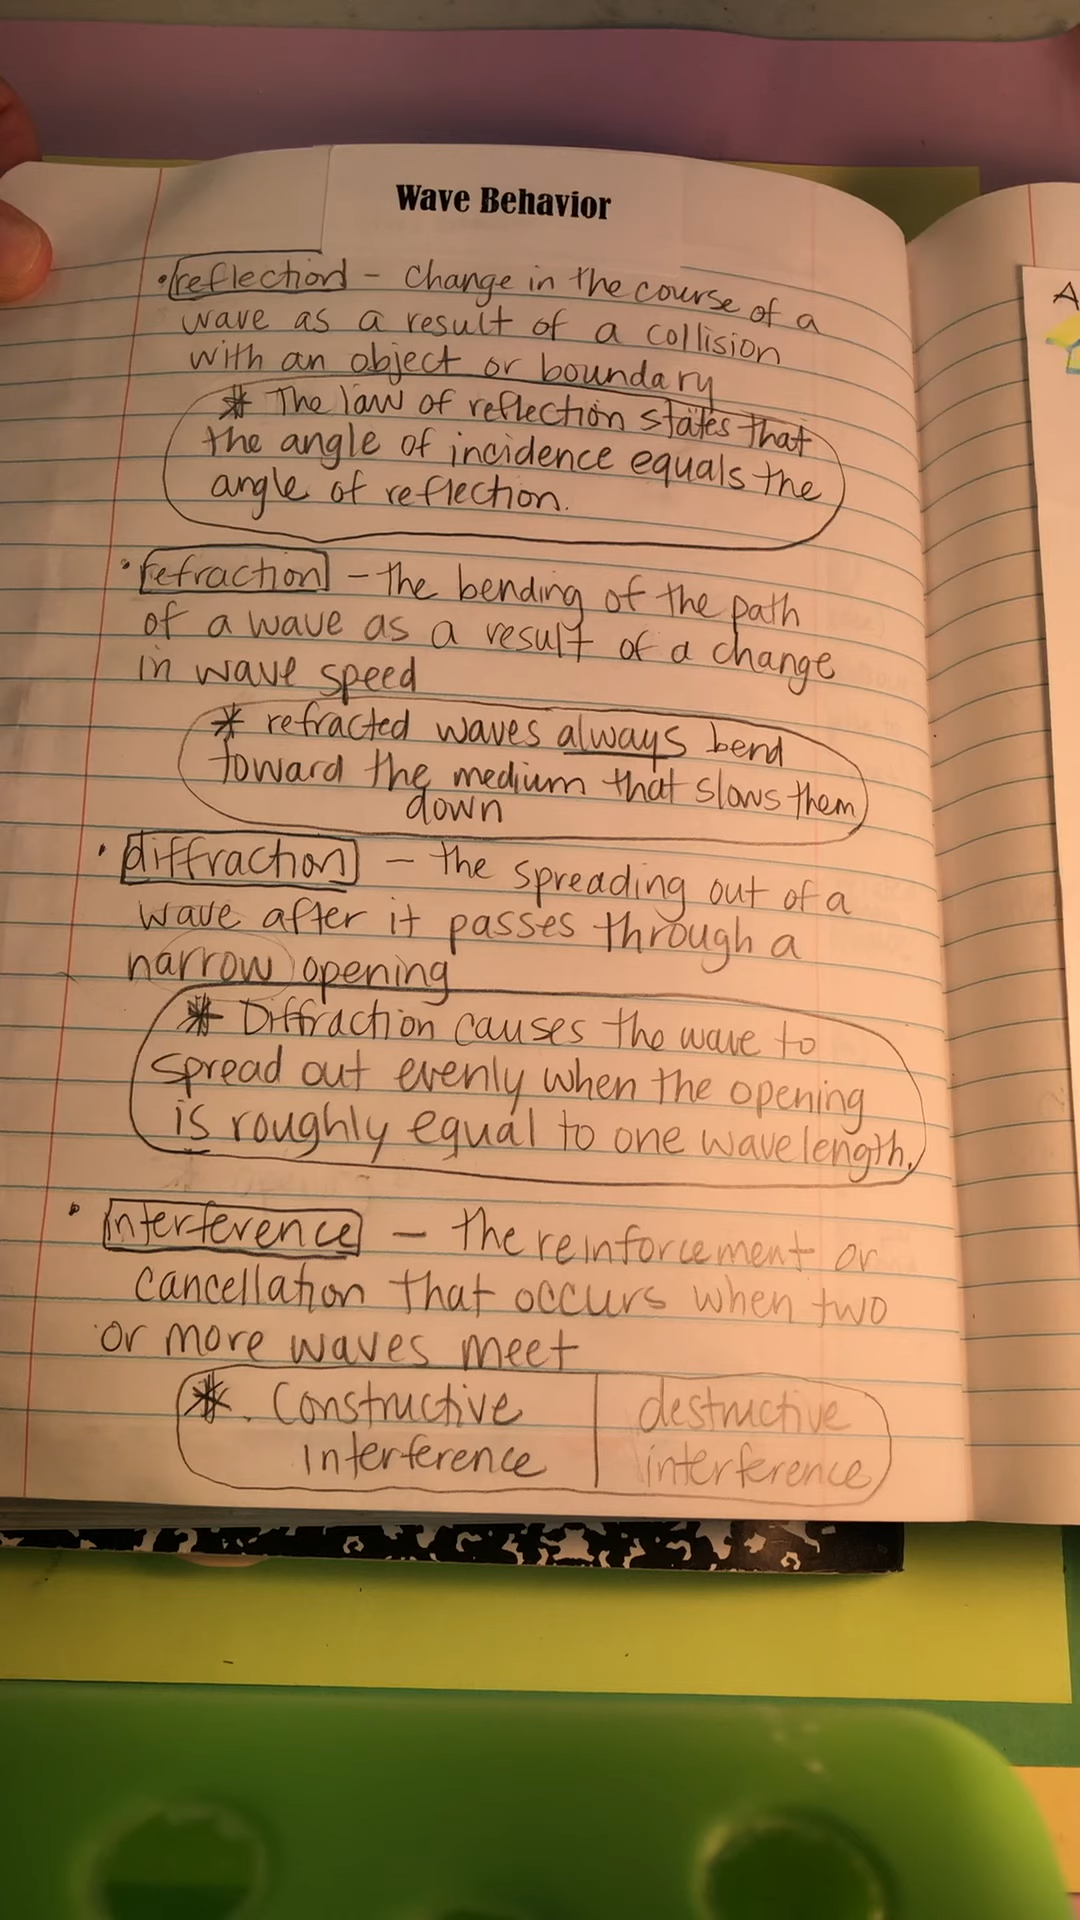 Wave Behavior
• reflection - Change in the course of a
wave as a result of a collision
with an object or boundary
* The law of reflection states that
the angle of incidence equals the
angle of reflection.
• refraction - the bending of the path
of a wave as a result of a change
in wave speed
* refracted waves always bend
toward the medium that slows them
down
• diffraction - the spreading out of a
wave after it passes through a
narrow opening
* Diffraction causes the wave to
spread out evenly when the opening
is roughly equal to one wavelength.
• interference - the reinforcement or
cancellation that occurs when two
or more waves meet
* Constructive | destructive
interference | interference
A